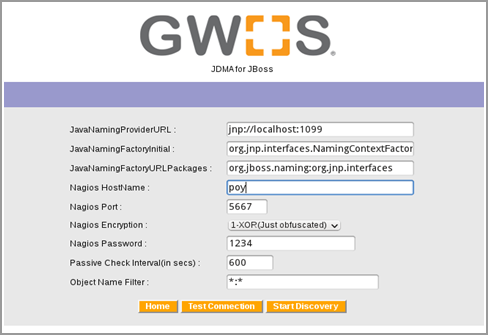 GWOS®
JDMA for JBoss
JavaNamingProviderURL : jnp://localhost:1099
JavaNamingFactoryInitial : org.jnp.interfaces.NamingContextFactor
JavaNamingFactoryURLPackages : org.jboss.naming:org.jnp.interfaces
Nagios HostName : poy
Nagios Port : 5667
Nagios Encryption : 1-XOR(Just obfuscated)
Nagios Password : 1234
Passive Check Interval(in secs) : 600
Object Name Filter : *:*
Home Test Connection Start Discovery